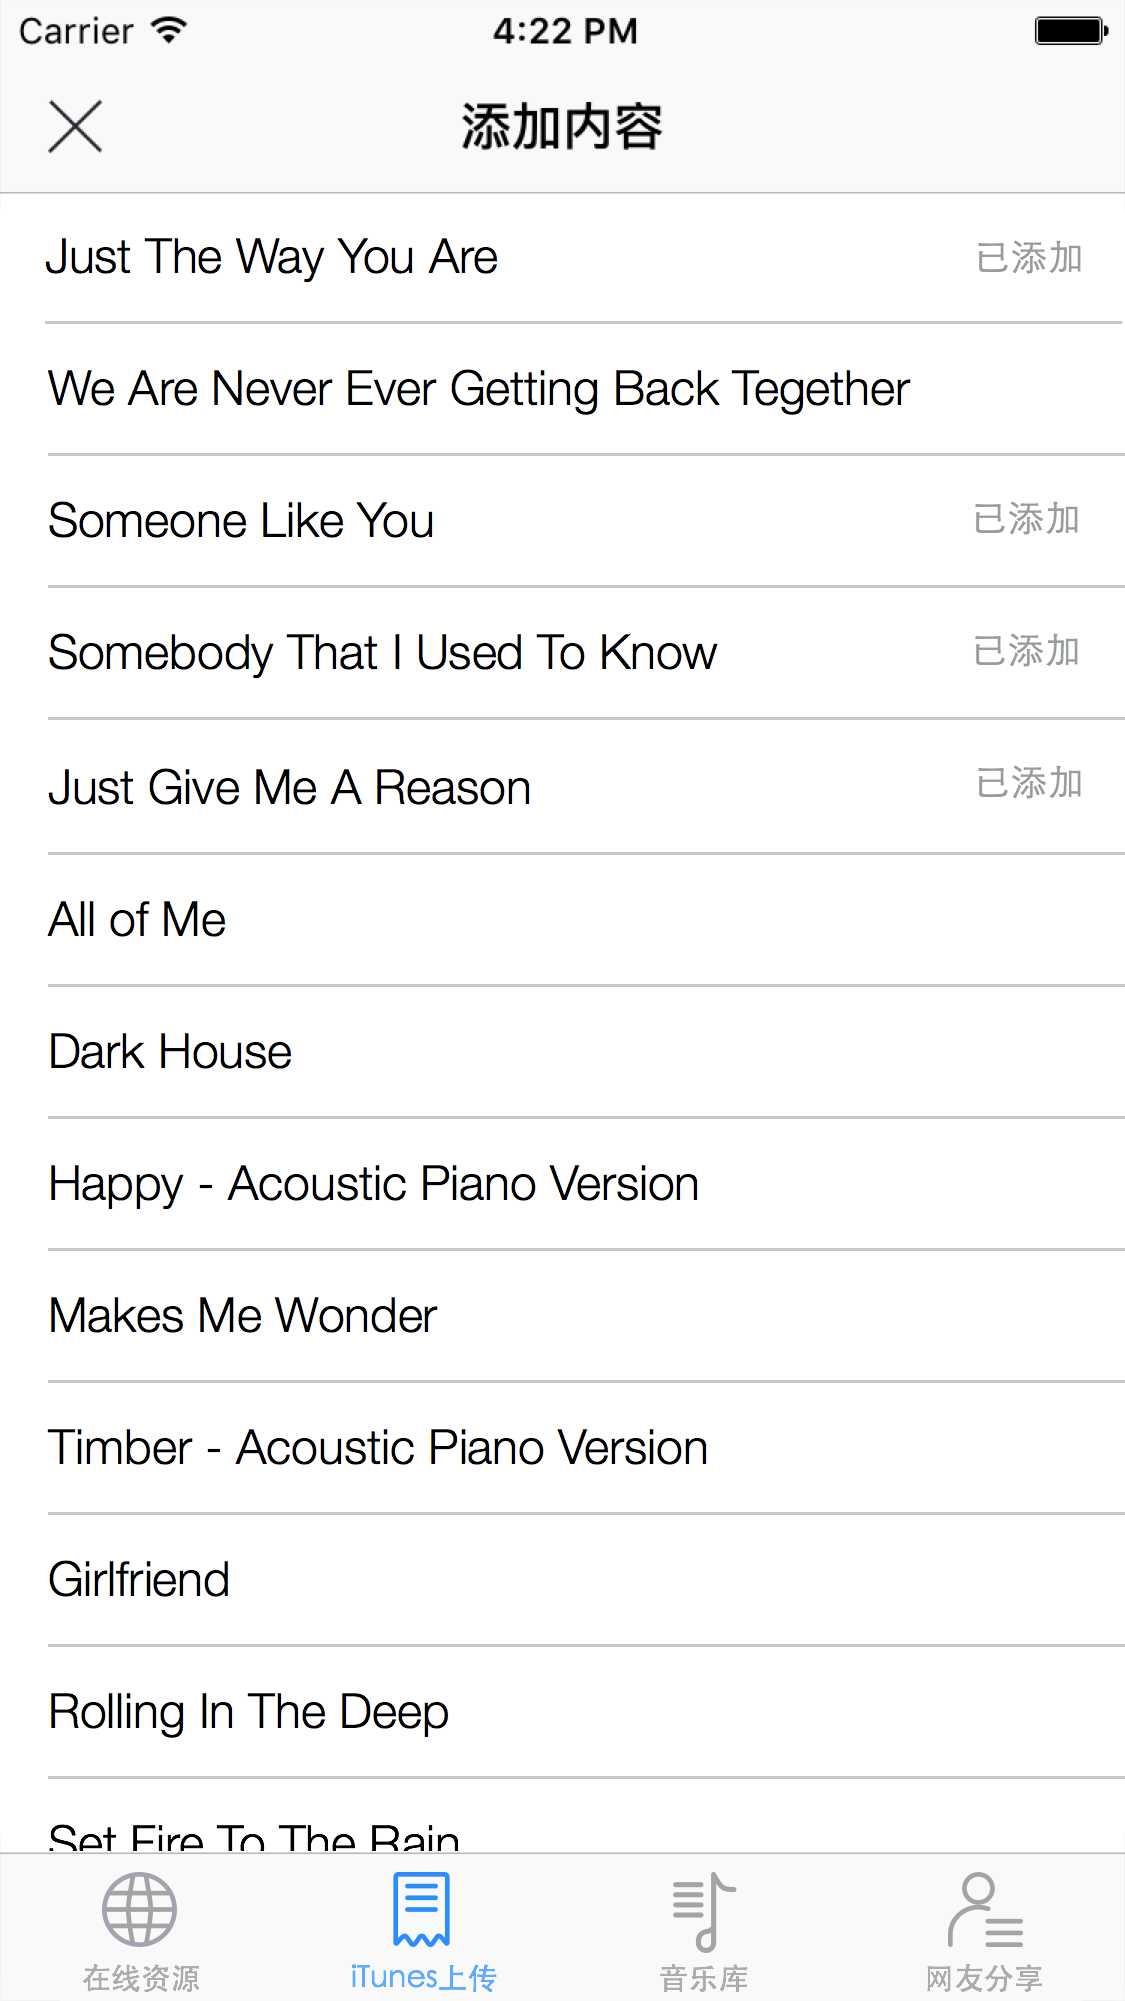 Carrier 4:22 PM
添加内容
Just The Way You Are 已添加
We Are Never Ever Getting Back Tegether
Someone Like You 已添加
Somebody That I Used To Know 已添加
Just Give Me A Reason 已添加
All of Me
Dark House
Happy - Acoustic Piano Version
Makes Me Wonder
Timber - Acoustic Piano Version
Girlfriend
Rolling In The Deep
Set Fire To The Rain
在线资源 iTunes上传 音乐库 网友分享